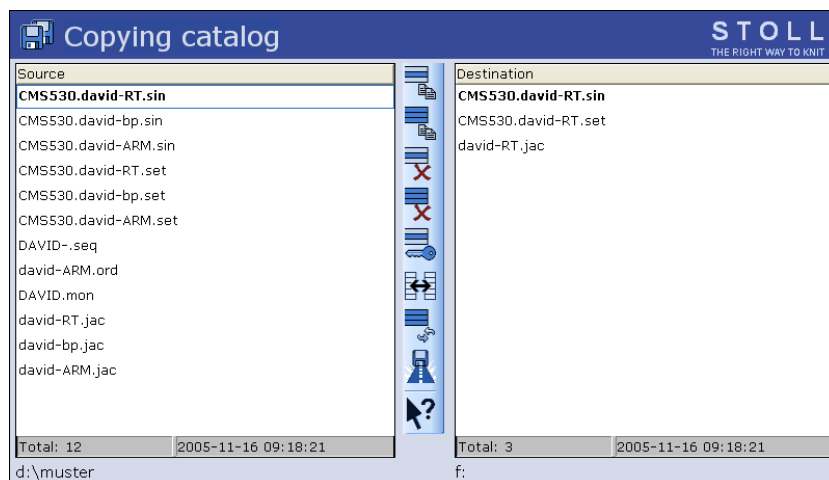 Copying catalog
STOLL
THE RIGHT WAY TO KNIT
Source
CMS530.david-RT.sin
CMS530.david-bp.sin
CMS530.david-ARM.sin
CMS530.david-RT.set
CMS530.david-bp.set
CMS530.david-ARM.set
DAVID-.seq
david-ARM.ord
DAVID.mon
david-RT.jac
david-bp.jac
david-ARM.jac
Total: 12 2005-11-16 09:18:21
d:\muster
?
Destination
CMS530.david-RT.sin
CMS530.david-RT.set
david-RT.jac
Total: 3 2005-11-16 09:18:21
f: